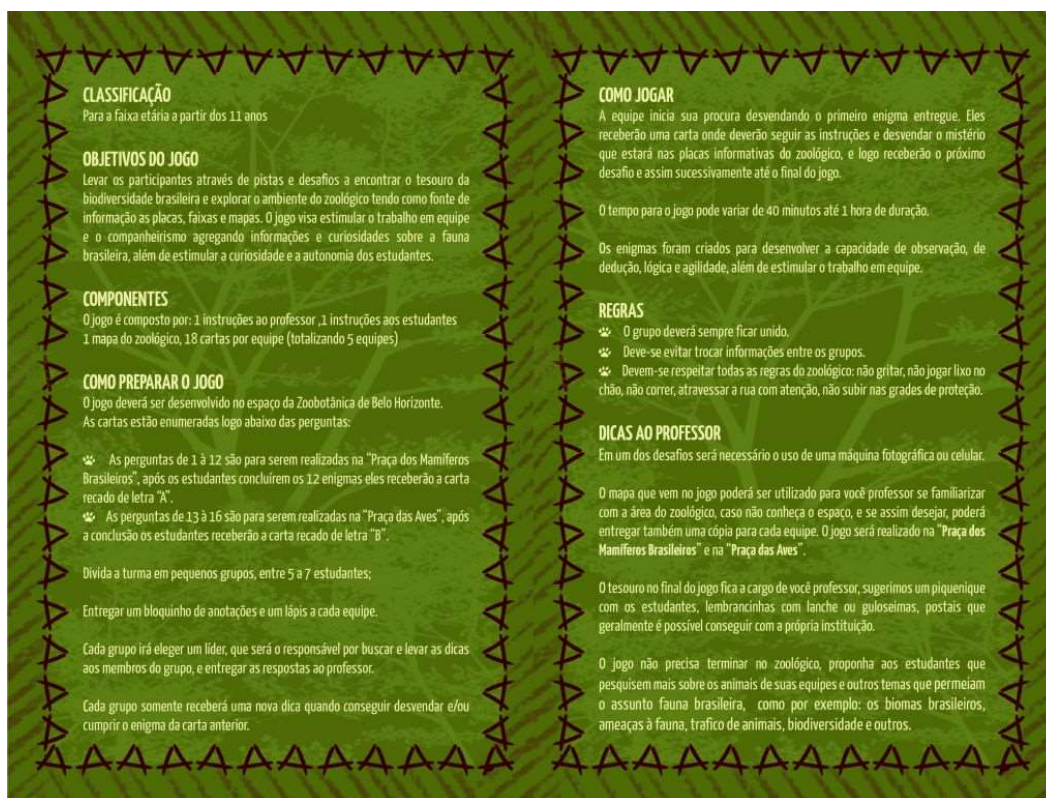 CLASSIFICAÇÃO
Para a faixa etária a partir dos 11 anos
OBJETIVOS DO JOGO
Levar os participantes através de pistas e desafios a encontrar o tesouro da
biodiversidade brasileira e explorar o ambiente do zoológico tendo como fonte de
informação as placas, faixas e mapas. O jogo visa estimular o trabalho em equipe
e o companheirismo agregando informações e curiosidades sobre a fauna
brasileira, além de estimular a curiosidade e a autonomia dos estudantes.
COMPONENTES
O jogo é composto por: 1 instruções ao professor ,1 instruções aos estudantes
1 mapa do zoológico, 18 cartas por equipe (totalizando 5 equipes)
COMO PREPARAR O JOGO
O jogo deverá ser desenvolvido no espaço da Zoobotânica de Belo Horizonte.
As cartas estão enumeradas logo abaixo das perguntas:
As perguntas de 1 à 12 são para serem realizadas na "Praça dos Mamíferos
Brasileiros", após os estudantes concluírem os 12 enigmas eles receberão a carta
recado de letra "A".
As perguntas de 13 à 16 são para serem realizadas na "Praça das Aves", após
a conclusão os estudantes receberão a carta recado de letra "B".
Divida a turma em pequenos grupos, entre 5 a 7 estudantes;
Entregar um bloquinho de anotações e um lápis a cada equipe.
Cada grupo irá eleger um líder, que será o responsável por buscar e levar as dicas
aos membros do grupo, e entregar as respostas ao professor.
Cada grupo somente receberá uma nova dica quando conseguir desvendar e/ou
cumprir o enigma da carta anterior.
COMO JOGAR
A equipe inicia sua procura desvendando o primeiro enigma entregue. Eles
receberão uma carta onde deverão seguir as instruções e desvendar o mistério
que estará nas placas informativas do zoológico, e logo receberão o próximo
desafio e assim sucessivamente até o final do jogo.
O tempo para o jogo pode variar de 40 minutos até 1 hora de duração.
Os enigmas foram criados para desenvolver a capacidade de observação, de
dedução, lógica e agilidade, além de estimular o trabalho em equipe.
REGRAS
O grupo deverá sempre ficar unido.
Deve-se evitar trocar informações entre os grupos.
Devem-se respeitar todas as regras do zoológico: não gritar, não jogar lixo no
chão, não correr, atravessar a rua com atenção, não subir nas grades de proteção.
DICAS AO PROFESSOR
Em um dos desafios será necessário o uso de uma máquina fotográfica ou celular.
O mapa que vem no jogo poderá ser utilizado para você professor se familiarizar
com a área do zoológico, caso não conheça o espaço, e se assim desejar, poderá
entregar também uma cópia para cada equipe. O jogo será realizado na "Praça dos
Mamíferos Brasileiros" e na "Praça das Aves".
O tesouro no final do jogo fica a cargo de você professor, sugerimos um piquenique
com os estudantes, lembrancinhas com lanche ou guloseimas, postais que
geralmente é possível conseguir com a própria instituição.
O jogo não precisa terminar no zoológico, proponha aos estudantes que
pesquisem mais sobre os animais de suas equipes e outros temas que permeiam
o assunto fauna brasileira, como por exemplo: os biomas brasileiros,
ameaças à fauna, trafico de animais, biodiversidade e outros.